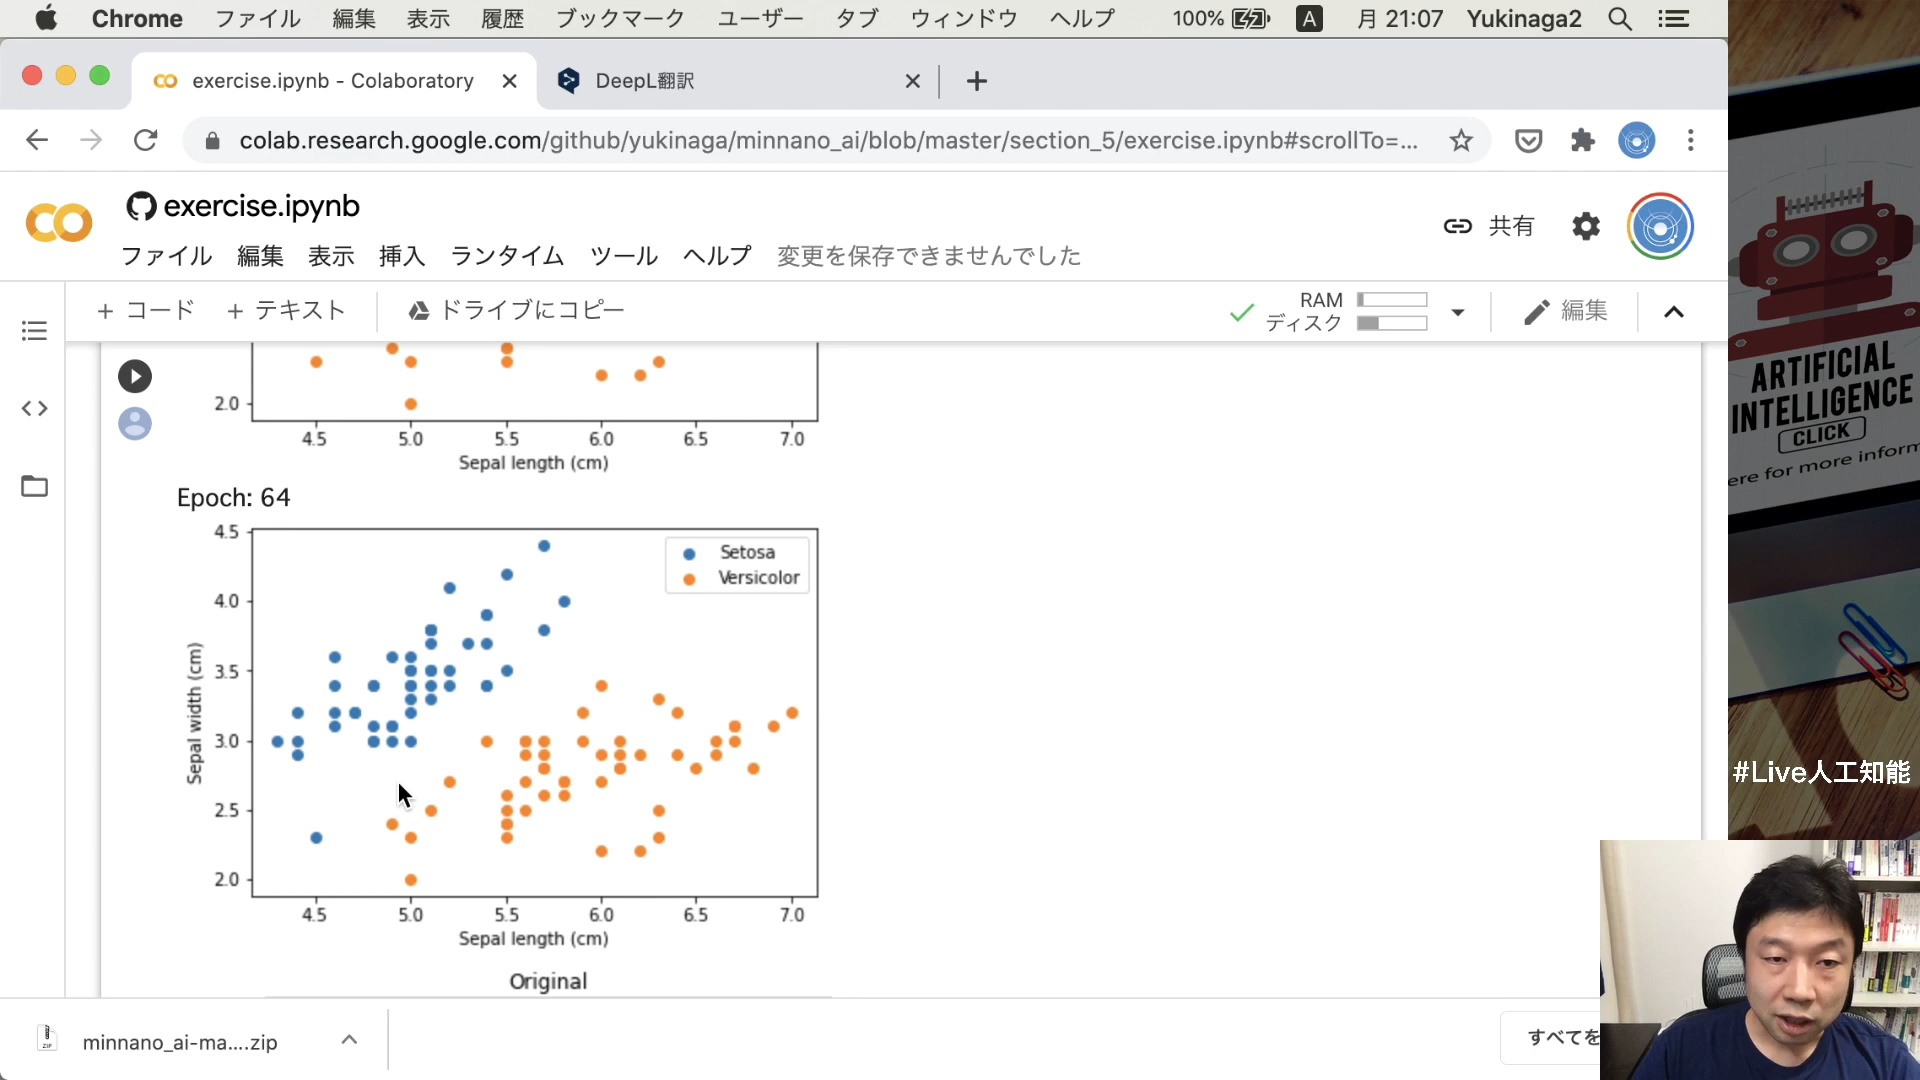 Chrome ファイル 編集 表示 履歴 ブックマーク ユーザー タブ ウィンドウ ヘルプ 100% A 月 21:07 Yukinaga2
exercise.ipynb - Colaboratory
DeepL翻訳
colab.research.google.com/github/yukinaga/minnano_ai/blob/master/section_5/exercise.ipynb#scrollTo=...
exercise.ipynb
共有
ファイル 編集 表示 挿入 ランタイム ツール ヘルプ 変更を保存できませんでした
+ コード + テキスト ドライブにコピー
RAM
ディスク
編集
2.0
4.5 5.0 5.5 6.0 6.5 7.0
Sepal length (cm)
Epoch: 64
4.5
4.0
3.5
3.0
2.5
2.0
Sepal width (cm)
Setosa
Versicolor
4.5 5.0 5.5 6.0 6.5 7.0
Sepal length (cm)
Original
ARTIFICIAL
INTELLIGENCE
CLICK
ere for more inform
#Live人工知能
ZIP
minnano_ai-ma....zip
すべてを